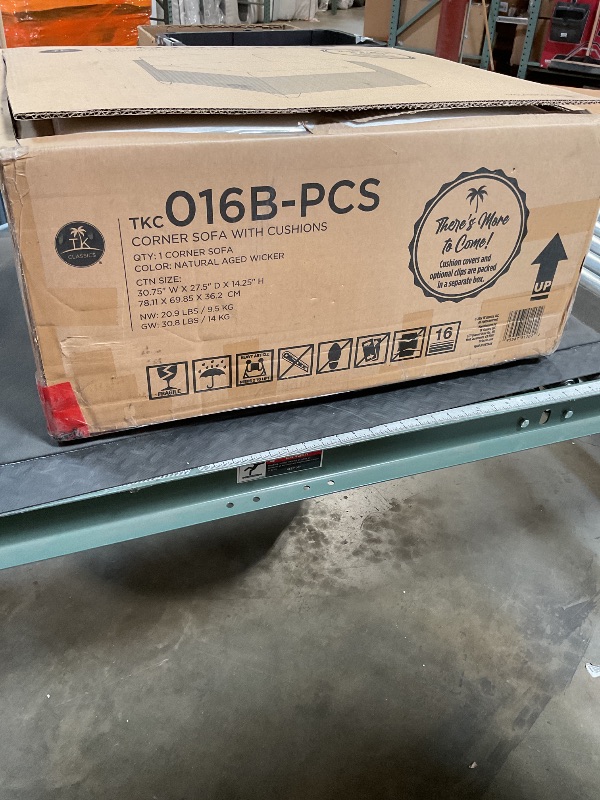 TK
CLASSICS
TKC 016B-PCS
CORNER SOFA WITH CUSHIONS
QTY: 1 CORNER SOFA
COLOR: NATURAL AGED WICKER
CTN SIZE:
30.75" W X 27.5" D X 14.25" H
78.11 X 69.85 X 36.2 CM
NW: 20.9 LBS / 9.5 KG
GW: 30.8 LBS / 14 KG
There's More
to Come!
Cushion covers and
optional clips are packed
in a separate box.
UP
FRAGILE
16